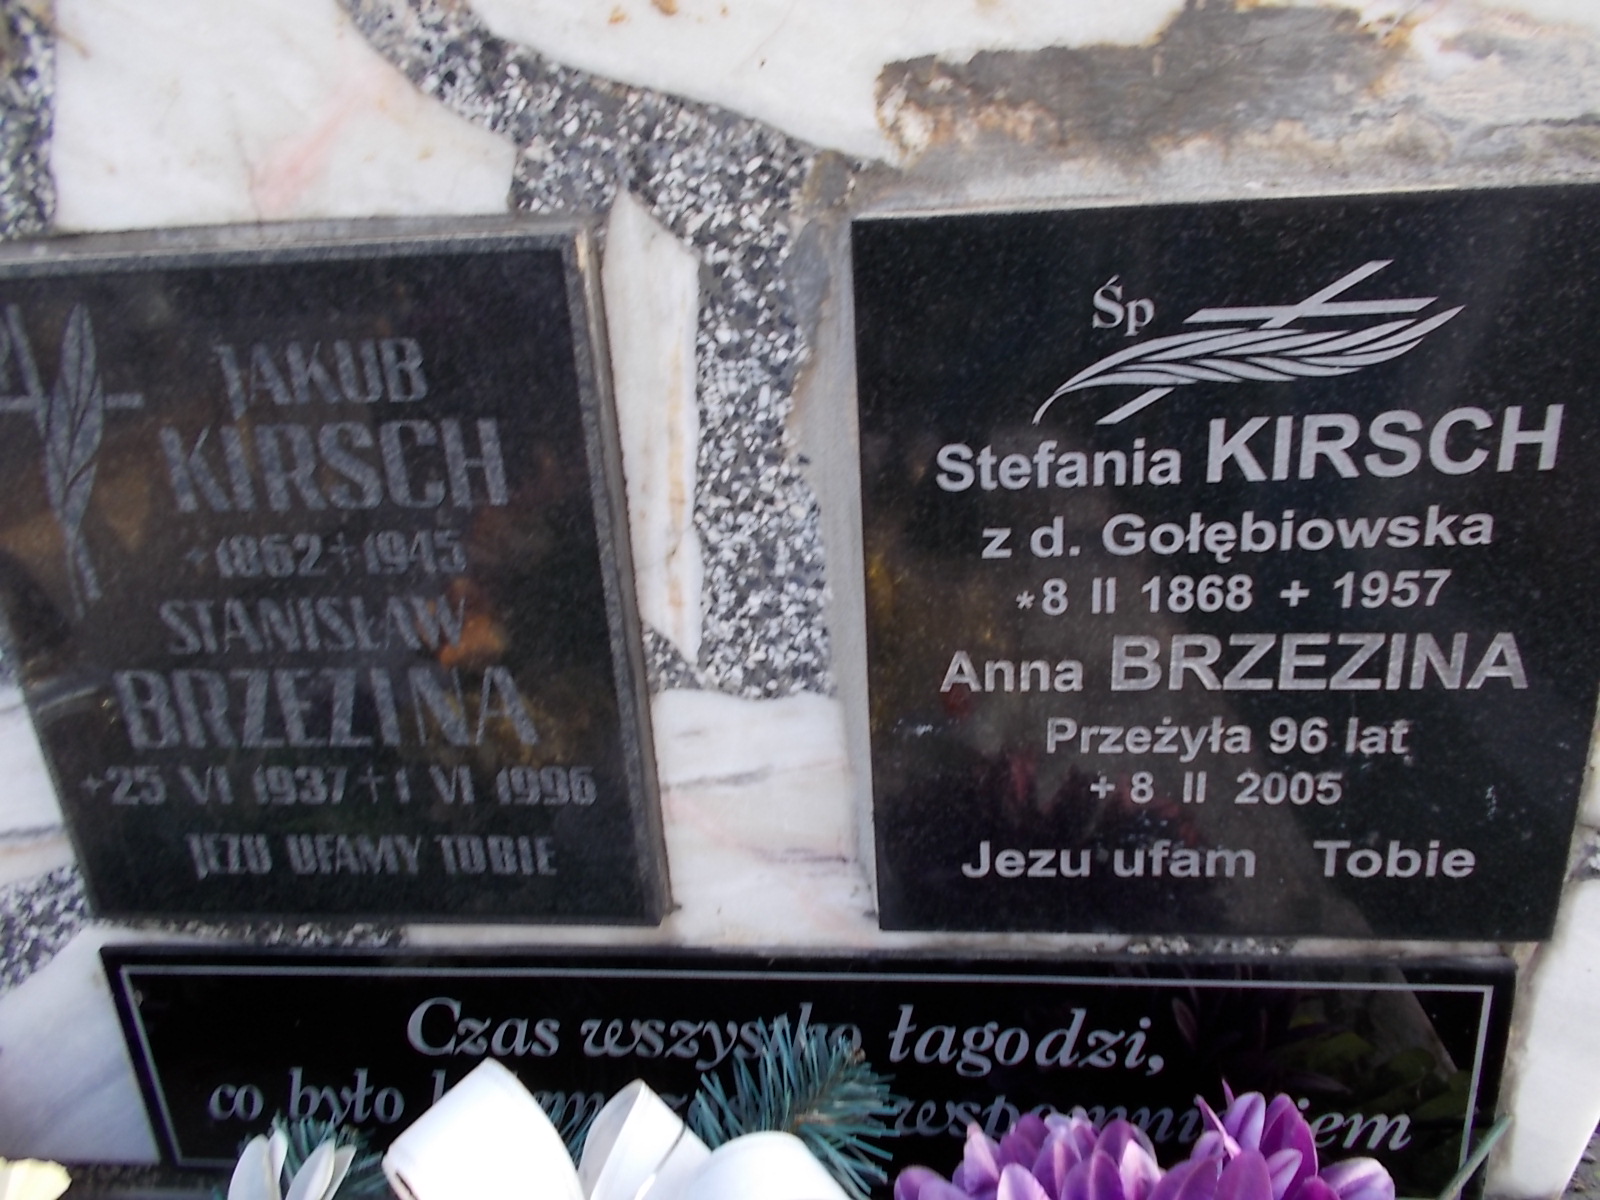 JAKUB
KIRSCH
*1862 + 1945
STANISŁAW
BRZEZINA
*25 VI 1937 + 1 VI 1996
JEZU UFAMY TOBIE
Śp
Stefania KIRSCH
z d. Gołębiowska
*8 II 1868 + 1957
Anna BRZEZINA
Przeżyła 96 lat
+ 8 II 2005
Jezu ufam Tobie
Czas wszystko łagodzi,
co było wspomnieniem